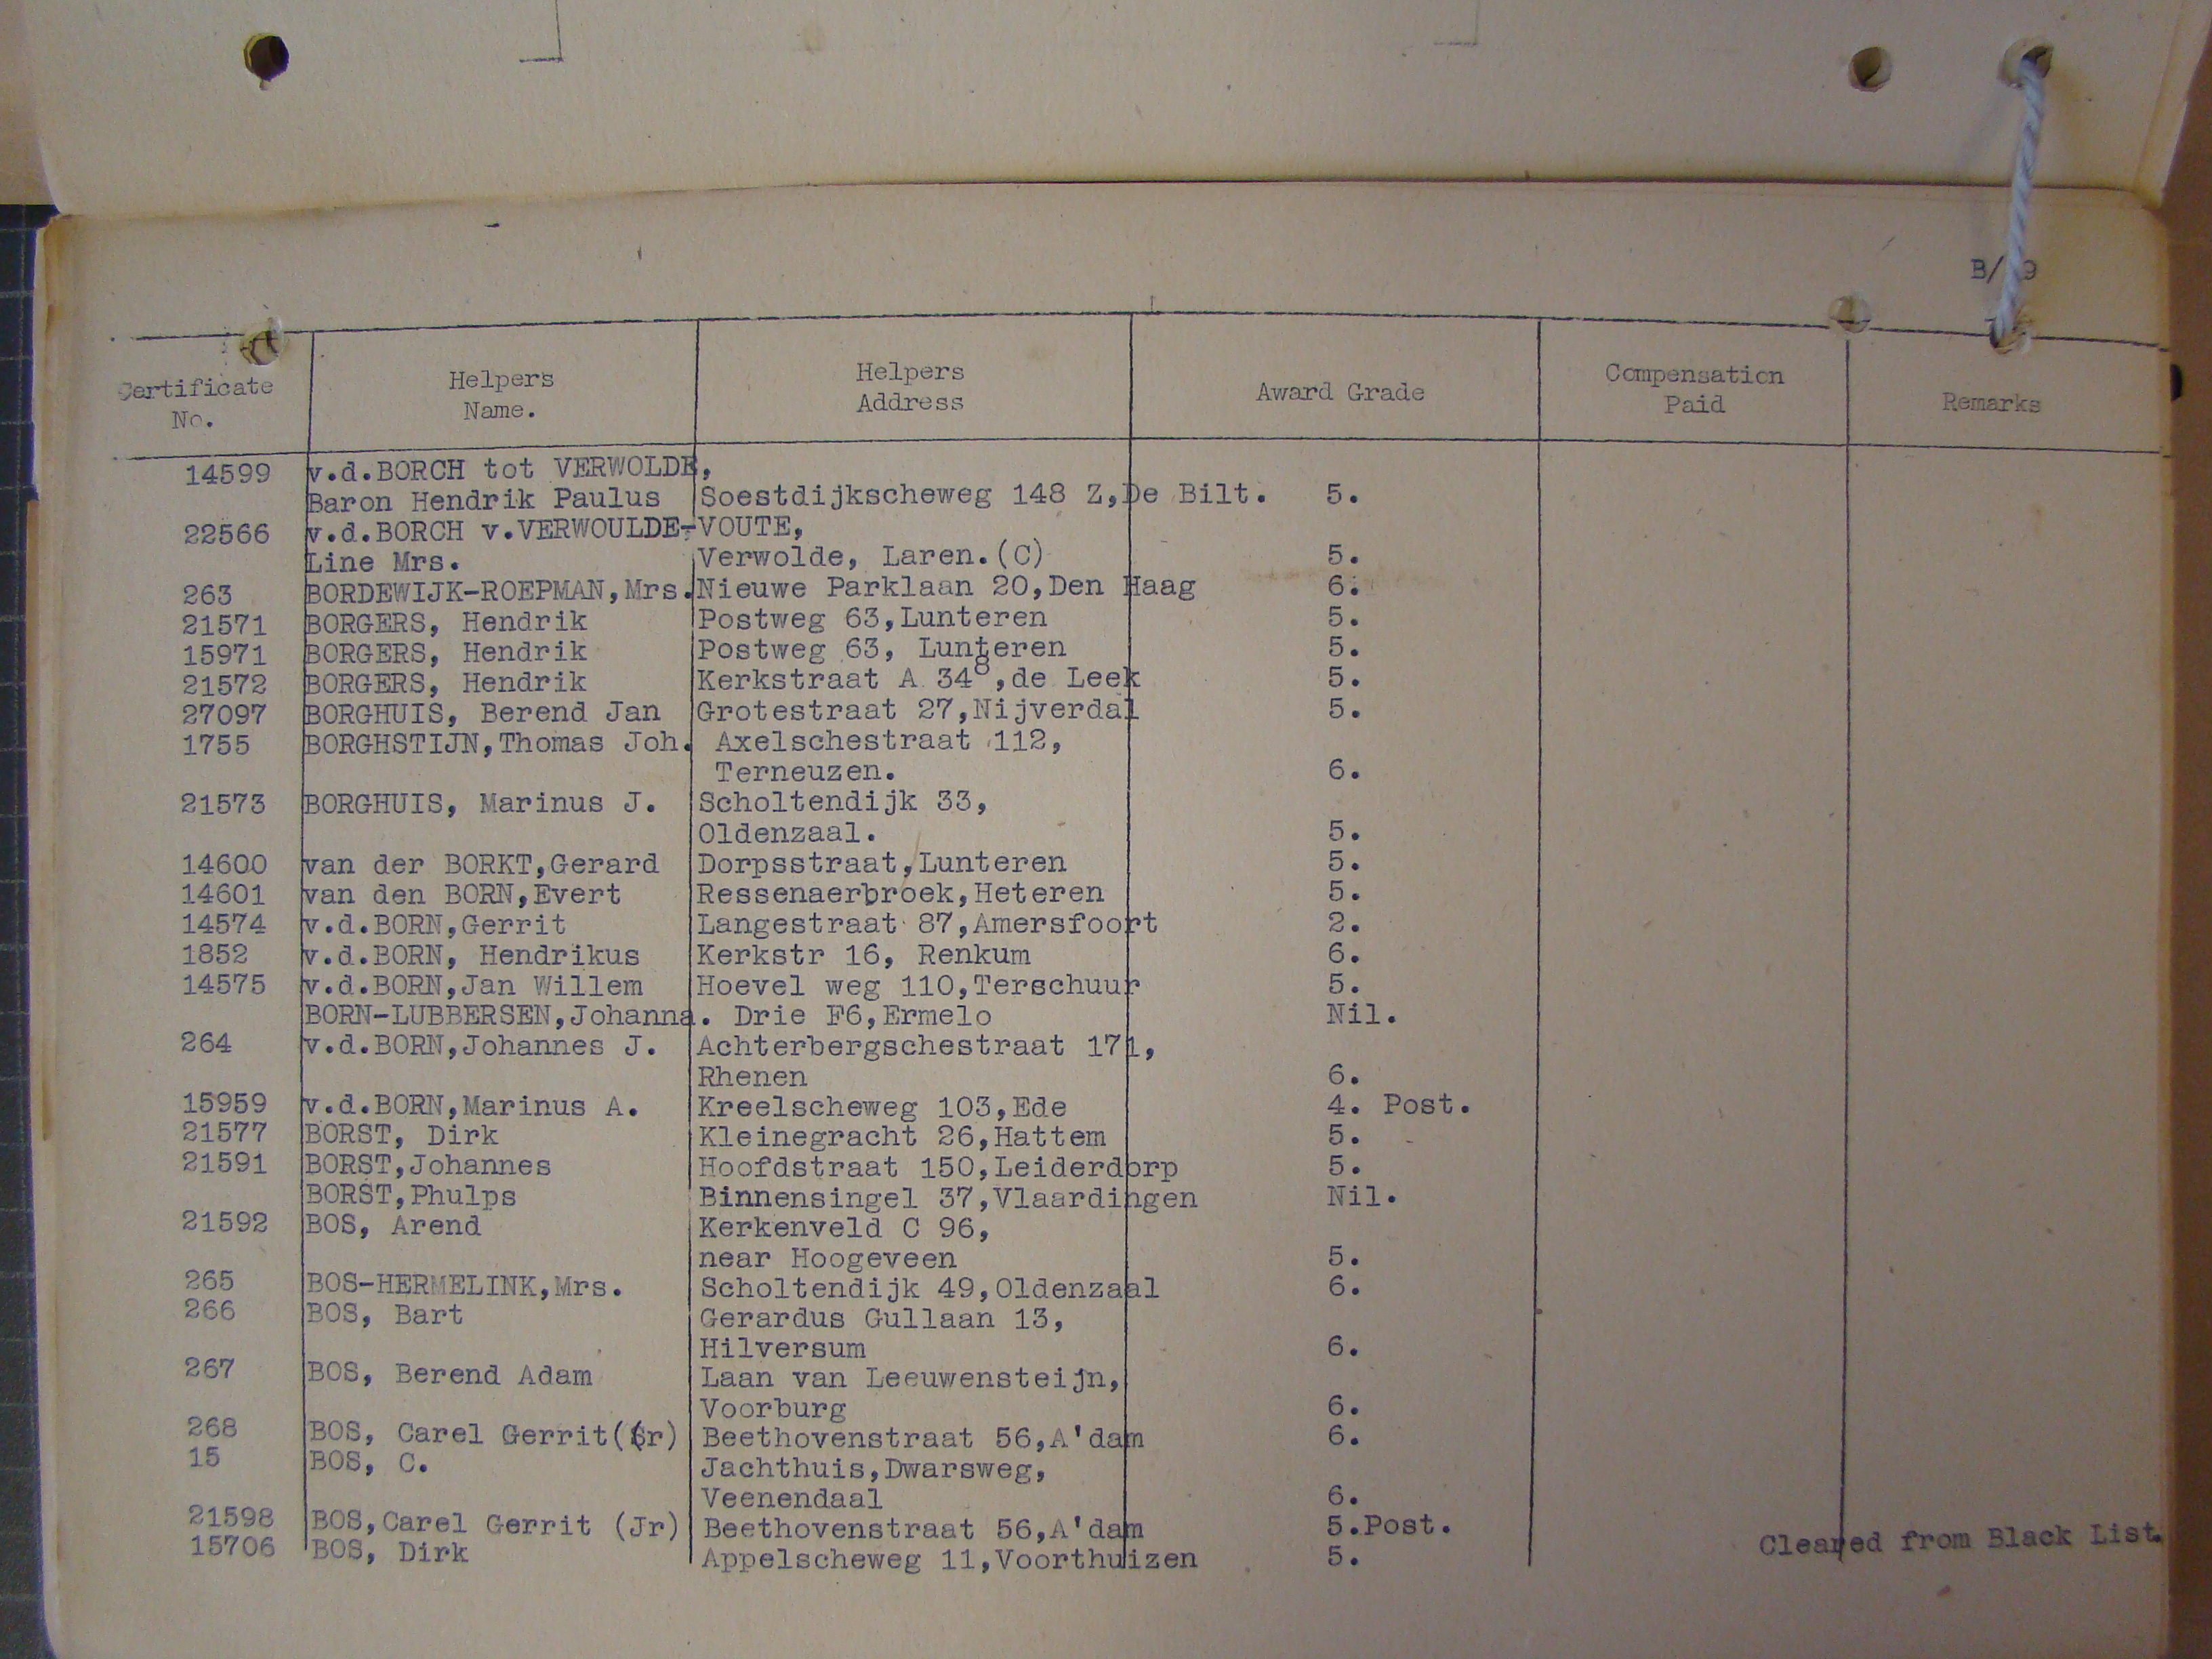 Certificate No. Helpers Name. Helpers Address Award Grade Compensation Paid Remarks
14599 v.d.BORCH tot VERWOLDE,
Baron Hendrik Paulus Soestdijkscheweg 148 Z,De Bilt. 5.
22566 v.d.BORCH v.VERWOULDE-VOUTE,
Line Mrs. Verwolde, Laren.(C) 5.
263 BORDEWIJK-ROEPMAN,Mrs. Nieuwe Parklaan 20,Den Haag 6.
21571 BORGERS, Hendrik Postweg 63,Lunteren 5.
15971 BORGERS, Hendrik Postweg 63, Lunteren 5.
21572 BORGERS, Hendrik Kerkstraat A 34⁸,de Leek 5.
27097 BORGHUIS, Berend Jan Grotestraat 27,Nijverdal 5.
1755 BORGHSTIJN,Thomas Joh. Axelschestraat 112,
Terneuzen. 6.
21573 BORGHUIS, Marinus J. Scholtendijk 33,
Oldenzaal. 5.
14600 van der BORKT,Gerard Dorpsstraat,Lunteren 5.
14601 van den BORN,Evert Ressenaerbroek,Heteren 5.
14574 v.d.BORN,Gerrit Langestraat 87,Amersfoort 2.
1852 v.d.BORN, Hendrikus Kerkstr 16, Renkum 6.
14575 v.d.BORN,Jan Willem Hoevel weg 110,Terschuur 5.
BORN-LUBBERSEN,Johanna. Drie F6,Ermelo Nil.
264 v.d.BORN,Johannes J. Achterbergschestraat 171,
Rhenen 6.
15959 v.d.BORN,Marinus A. Kreelscheweg 103,Ede 4. Post.
21577 BORST, Dirk Kleinegracht 26,Hattem 5.
21591 BORST,Johannes Hoofdstraat 150,Leiderdorp 5.
BORST,Phulps Binnensingel 37,Vlaardingen Nil.
21592 BOS, Arend Kerkenveld C 96,
near Hoogeveen 5.
265 BOS-HERMELINK,Mrs. Scholtendijk 49,Oldenzaal 6.
266 BOS, Bart Gerardus Gullaan 13,
Hilversum 6.
267 BOS, Berend Adam Laan van Leeuwensteijn,
Voorburg 6.
268 BOS, Carel Gerrit(Sr) Beethovenstraat 56,A'dam 6.
15 BOS, C. Jachthuis,Dwarsweg,
Veenendaal 6.
21598 BOS,Carel Gerrit (Jr) Beethovenstraat 56,A'dam 5.Post.
15706 BOS, Dirk Appelscheweg 11,Voorthuizen 5. Cleared from Black List.